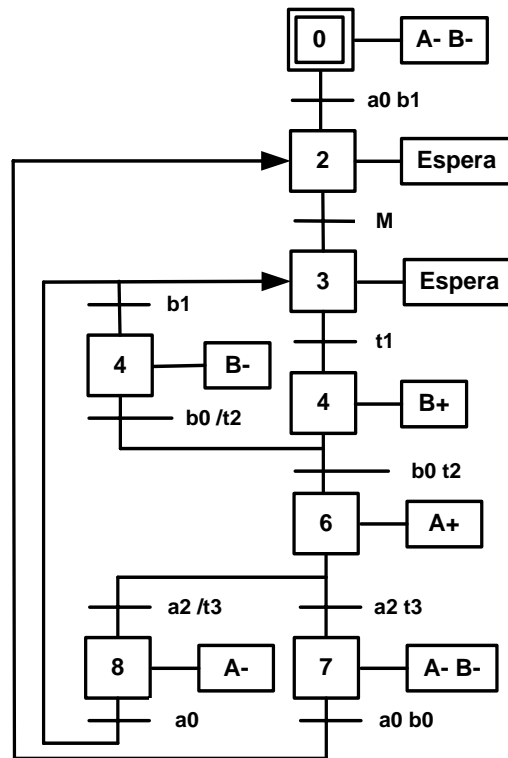 0 A- B-
a0 b1
2 Espera
M
3 Espera
b1
t1
4 B- 4 B+
b0 /t2
b0 t2
6 A+
a2 /t3 a2 t3
8 A- 7 A- B-
a0 a0 b0